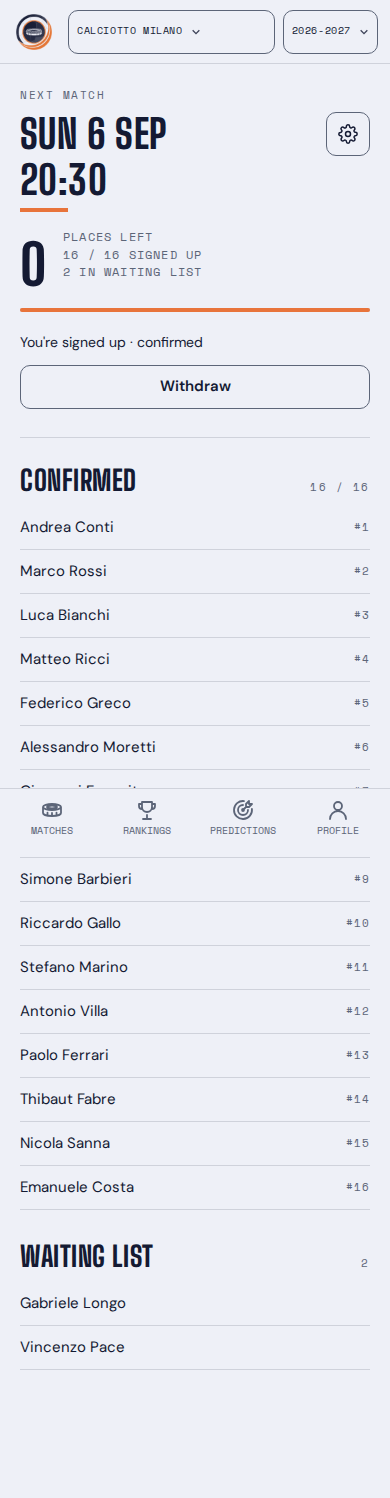 CALCIOTTO MILANO
2026-2027
NEXT MATCH
SUN 6 SEP
20:30
0
PLACES LEFT
16 / 16 SIGNED UP
2 IN WAITING LIST
You're signed up · confirmed
Withdraw
CONFIRMED
16 / 16
Andrea Conti #1
Marco Rossi #2
Luca Bianchi #3
Matteo Ricci #4
Federico Greco #5
Alessandro Moretti #6
MATCHES
RANKINGS
PREDICTIONS
PROFILE
Simone Barbieri #9
Riccardo Gallo #10
Stefano Marino #11
Antonio Villa #12
Paolo Ferrari #13
Thibaut Fabre #14
Nicola Sanna #15
Emanuele Costa #16
WAITING LIST
2
Gabriele Longo
Vincenzo Pace